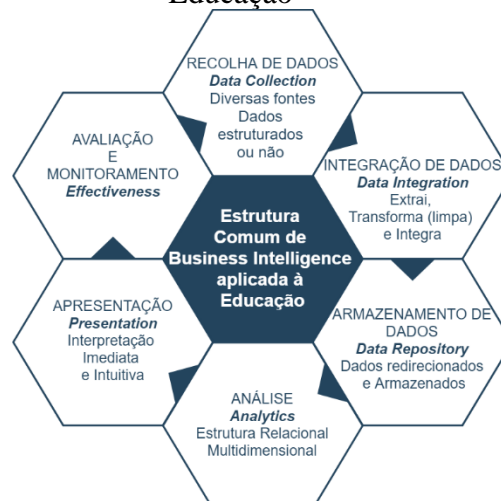 Educação
RECOLHA DE DADOS
Data Collection
Diversas fontes
Dados
estruturados
ou não
INTEGRAÇÃO DE DADOS
Data Integration
Extrai,
Transforma (limpa)
e Integra
ARMAZENAMENTO DE
DADOS
Data Repository
Dados redirecionados
e Armazenados
ANÁLISE
Analytics
Estrutura Relacional
Multidimensional
APRESENTAÇÃO
Presentation
Interpretação
Imediata
e Intuitiva
AVALIAÇÃO
E
MONITORAMENTO
Effectiveness
Estrutura
Comum de
Business Intelligence
aplicada à
Educação